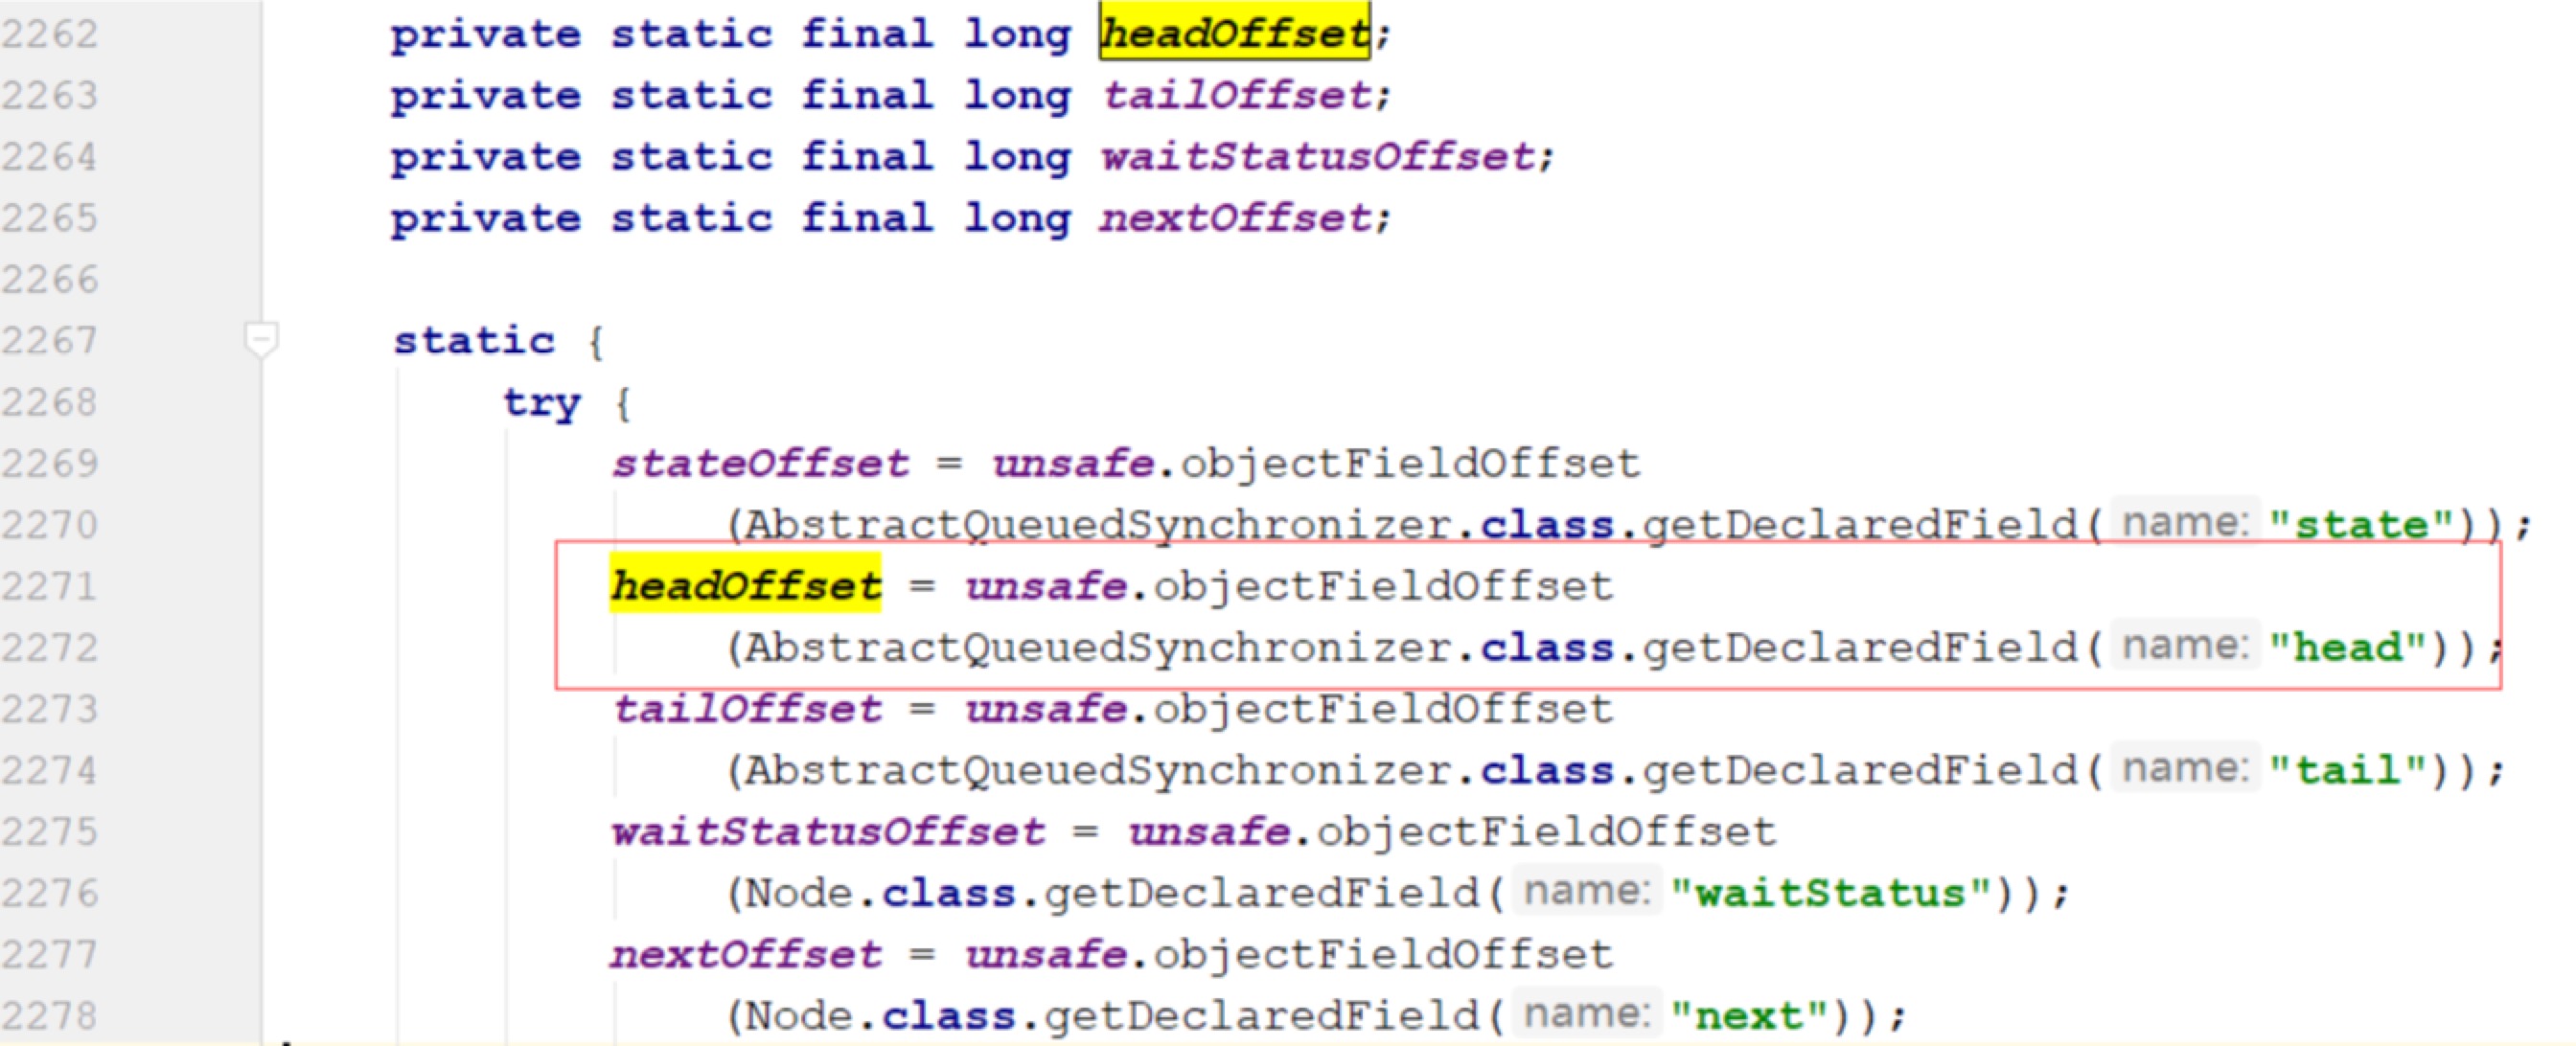 2262 private static final long headOffset;
2263 private static final long tailOffset;
2264 private static final long waitStatusOffset;
2265 private static final long nextOffset;
2266
2267 static {
2268 try {
2269 stateOffset = unsafe.objectFieldOffset
2270 (AbstractQueuedSynchronizer.class.getDeclaredField( name: "state"));
2271 headOffset = unsafe.objectFieldOffset
2272 (AbstractQueuedSynchronizer.class.getDeclaredField( name: "head"));
2273 tailOffset = unsafe.objectFieldOffset
2274 (AbstractQueuedSynchronizer.class.getDeclaredField( name: "tail"));
2275 waitStatusOffset = unsafe.objectFieldOffset
2276 (Node.class.getDeclaredField( name: "waitStatus"));
2277 nextOffset = unsafe.objectFieldOffset
2278 (Node.class.getDeclaredField( name: "next"));